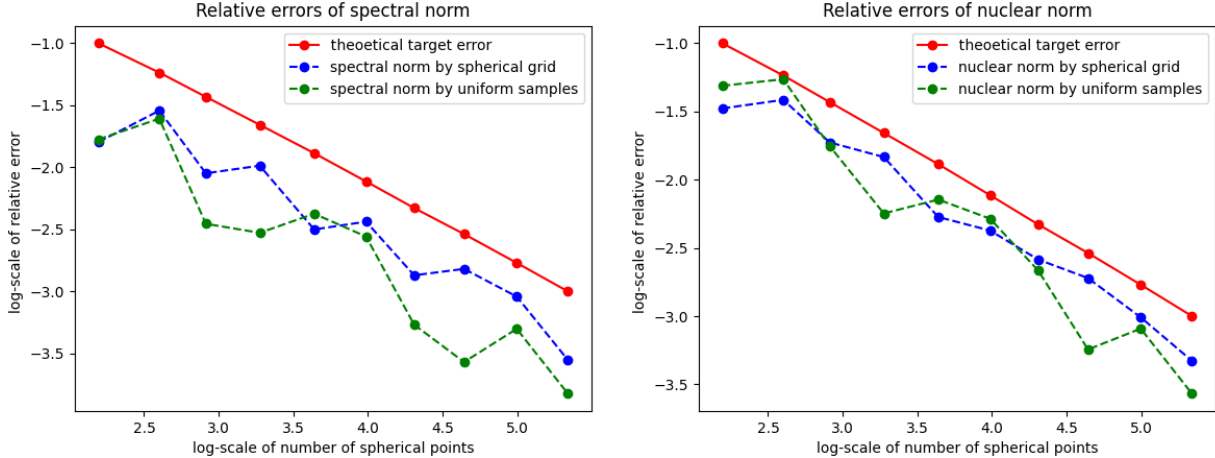 Relative errors of spectral norm
−1.0
−1.5
−2.0
−2.5
−3.0
−3.5
log-scale of relative error
theoetical target error
spectral norm by spherical grid
spectral norm by uniform samples
2.5
3.0
3.5
4.0
4.5
5.0
log-scale of number of spherical points
Relative errors of nuclear norm
−1.0
−1.5
−2.0
−2.5
−3.0
−3.5
log-scale of relative error
theoetical target error
nuclear norm by spherical grid
nuclear norm by uniform samples
2.5
3.0
3.5
4.0
4.5
5.0
log-scale of number of spherical points